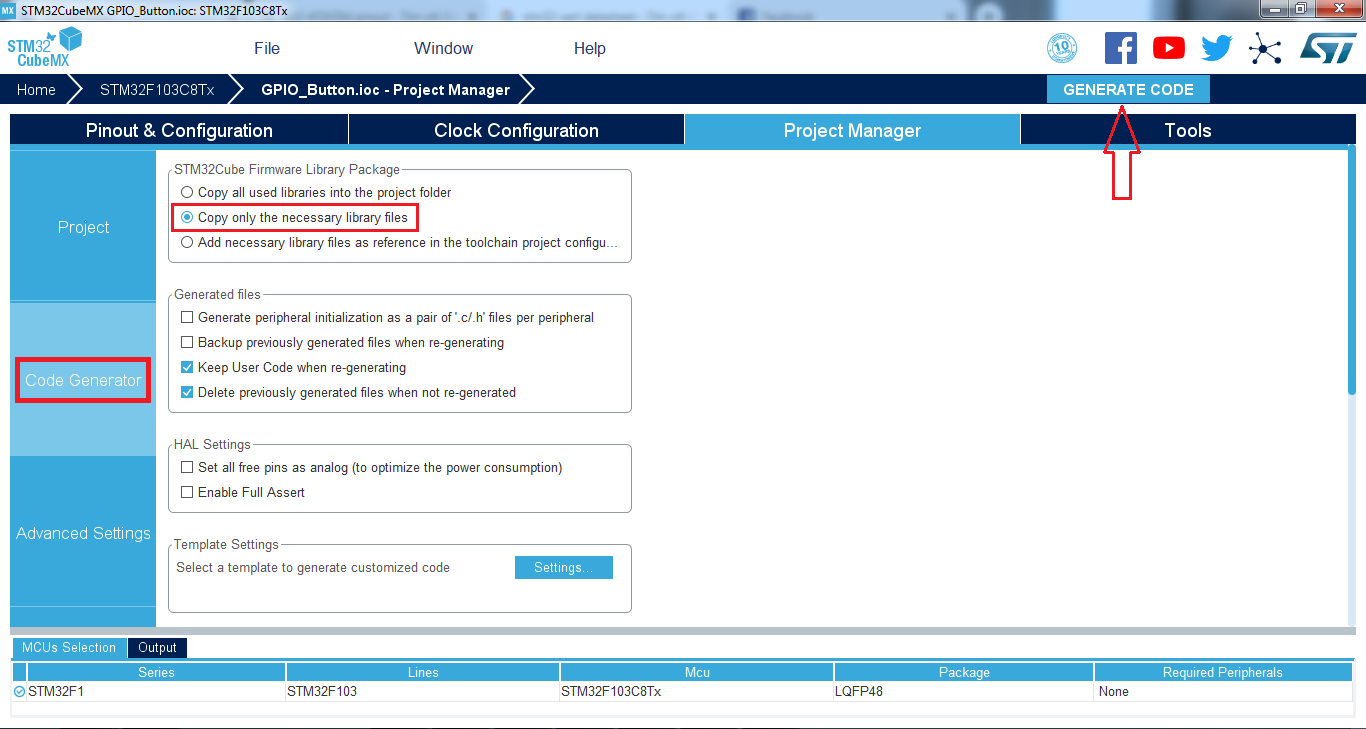 MX STM32CubeMX GPIO_Button.ioc: STM32F103C8Tx
STM32
CubeMX
File
Window
Help
10
ST
Home
STM32F103C8Tx
GPIO_Button.ioc - Project Manager
GENERATE CODE
Pinout & Configuration
Clock Configuration
Project Manager
Tools
Project
Code Generator
Advanced Settings
STM32Cube Firmware Library Package
Copy all used libraries into the project folder
Copy only the necessary library files
Add necessary library files as reference in the toolchain project configu...
Generated files
Generate peripheral initialization as a pair of '.c/.h' files per peripheral
Backup previously generated files when re-generating
Keep User Code when re-generating
Delete previously generated files when not re-generated
HAL Settings
Set all free pins as analog (to optimize the power consumption)
Enable Full Assert
Template Settings
Select a template to generate customized code
Settings...
MCUs Selection
Output
Series Lines Mcu Package Required Peripherals
STM32F1 STM32F103 STM32F103C8Tx LQFP48 None